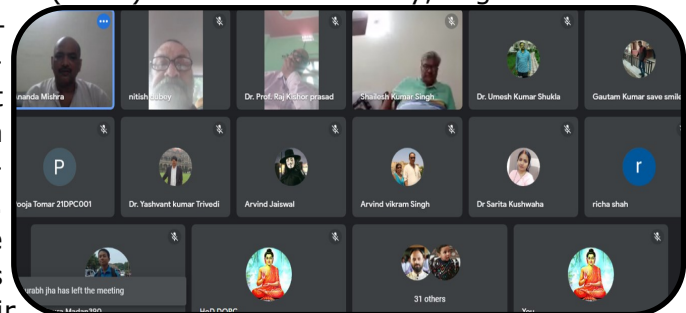 nanda Mishra
nitish dubey
Dr. Prof. Raj Kishor prasad
Shailesh Kumar Singh
Dr. Umesh Kumar Shukla
Gautam Kumar save smile
P
ooja Tomar 21DPC001
Dr. Yashvant kumar Trivedi
Arvind Jaiswal
Arvind vikram Singh
Dr Sarita Kushwaha
r
richa shah
urabh jha has left the meeting
HoD DOPC
31 others
You